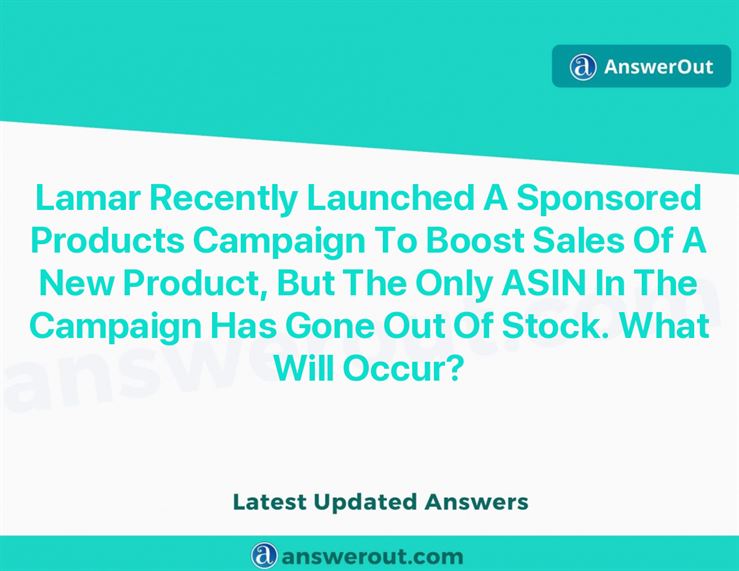 AnswerOut
Lamar Recently Launched A Sponsored
Products Campaign To Boost Sales Of A
New Product, But The Only ASIN In The
Campaign Has Gone Out Of Stock. What
Will Occur?
answerout.com
Latest Updated Answers
answerout.com